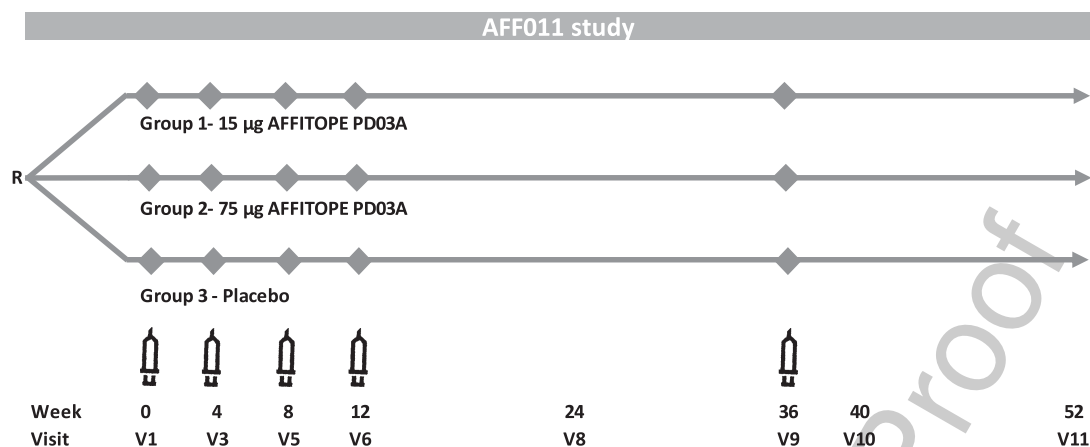 AFF011 study
Group 1- 15 µg AFFITOPE PD03A
R
Group 2- 75 µg AFFITOPE PD03A
Group 3 - Placebo
Week 0 4 8 12 24 36 40 52
Visit V1 V3 V5 V6 V8 V9 V10 V11
Proof